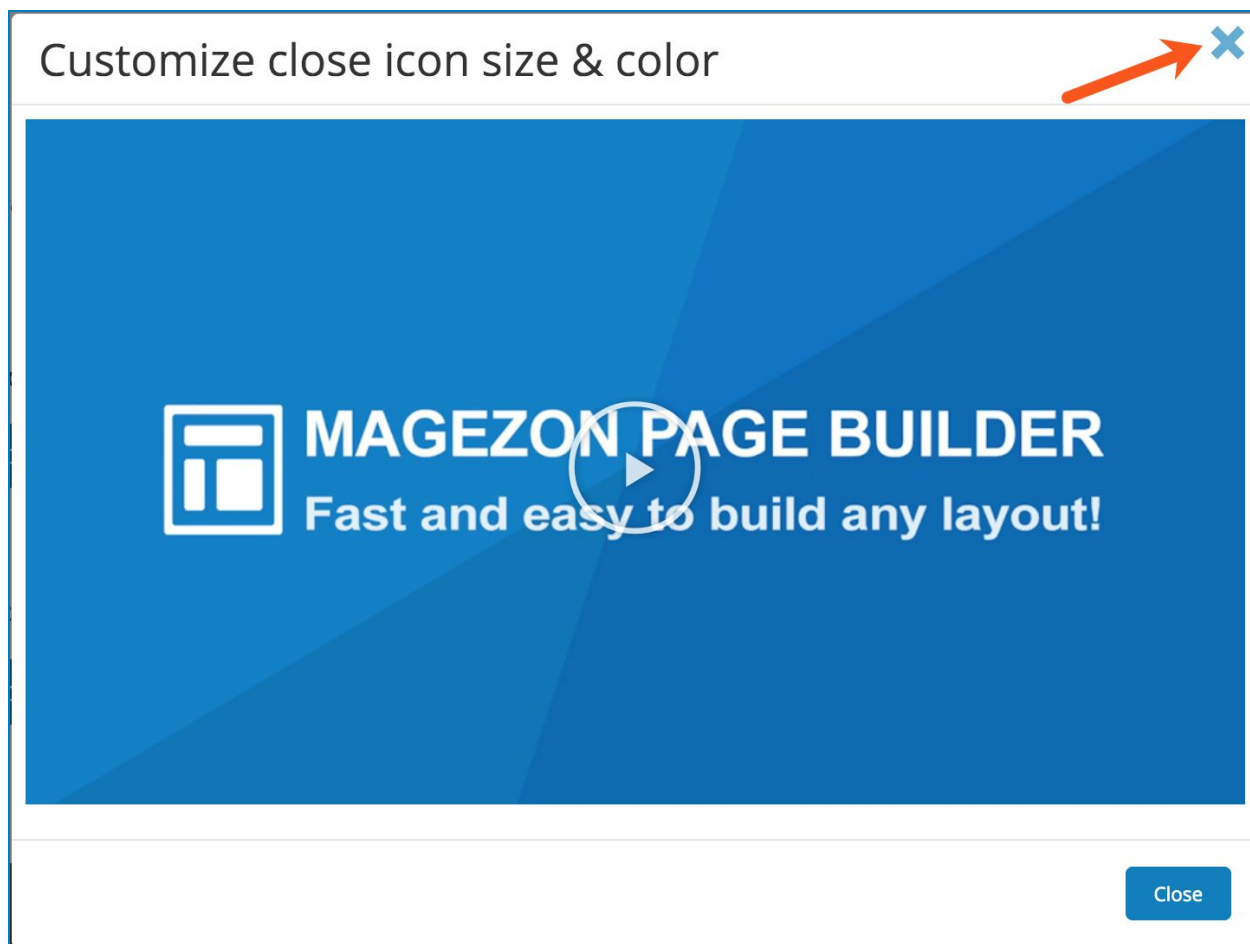 Customize close icon size & color
MAGEZON PAGE BUILDER
Fast and easy to build any layout!
Close